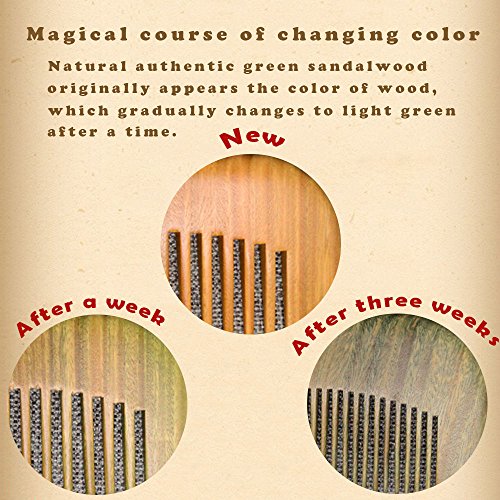 Magical course of changing color
Natural authentic green sandalwood
originally appears the color of wood,
which gradually changes to light green
after a time.
New
After a week
After three weeks